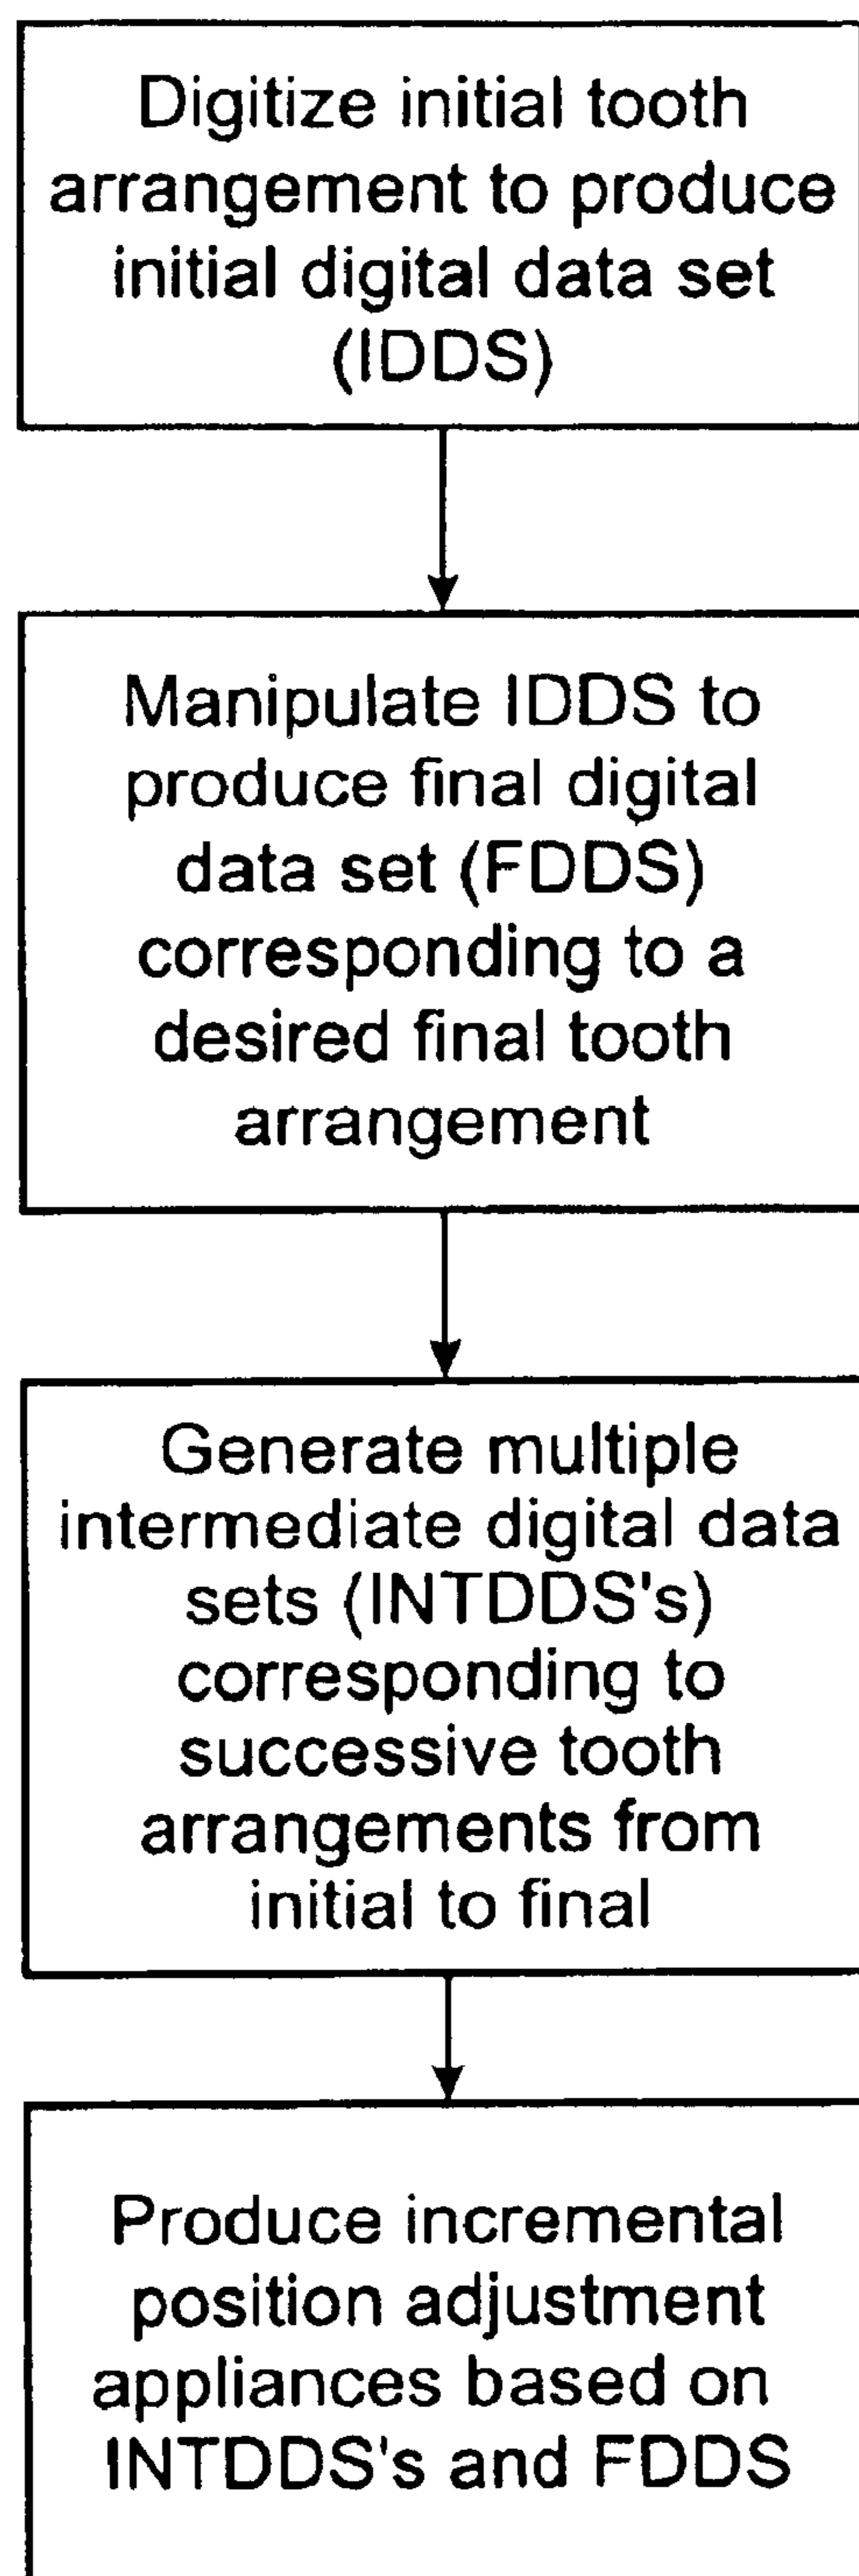 Digitize initial tooth
arrangement to produce
initial digital data set
(IDDS)
Manipulate IDDS to
produce final digital
data set (FDDS)
corresponding to a
desired final tooth
arrangement
Generate multiple
intermediate digital data
sets (INTDDS's)
corresponding to
successive tooth
arrangements from
initial to final
Produce incremental
position adjustment
appliances based on
INTDDS's and FDDS